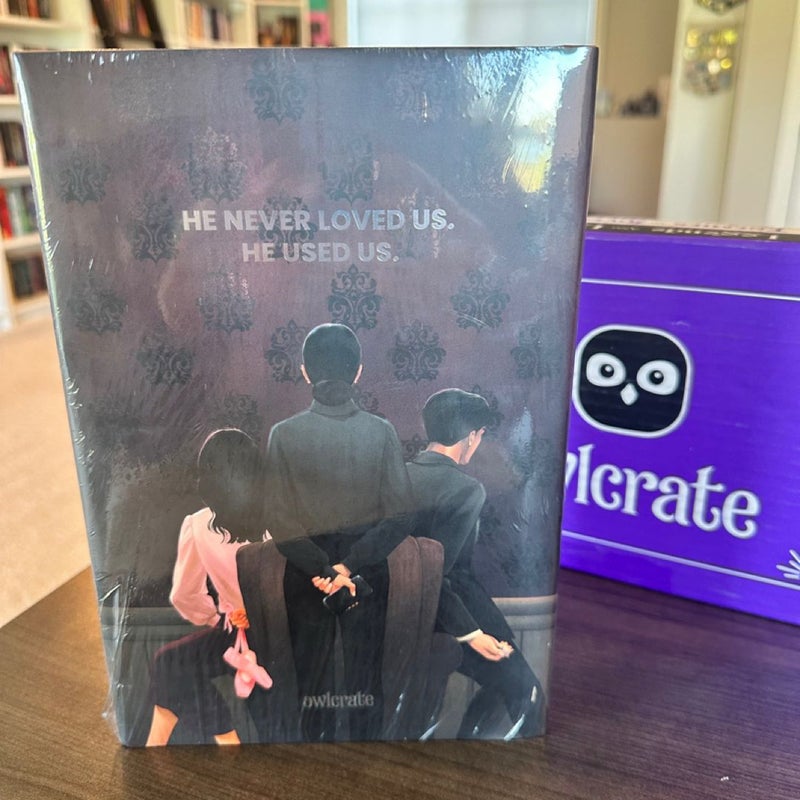 HE NEVER LOVED US.
HE USED US.
owlcrate
wlcrate